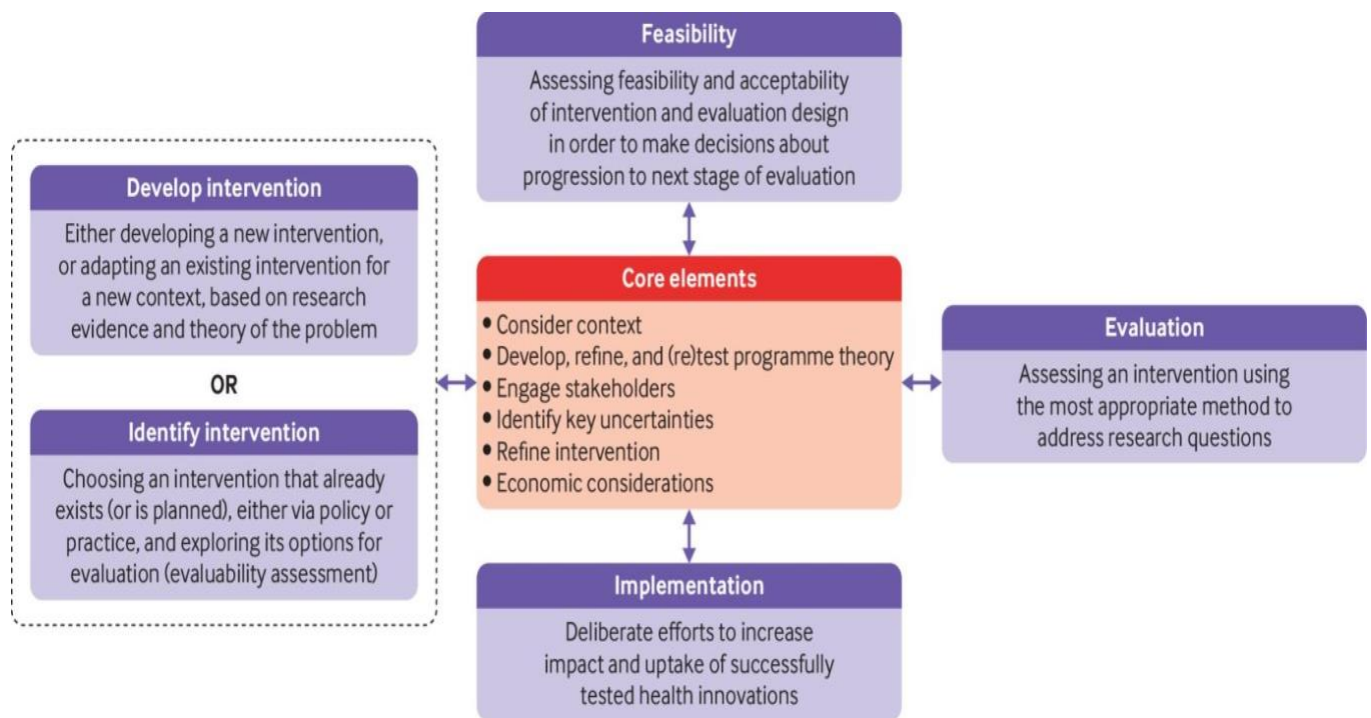 Feasibility
Assessing feasibility and acceptability
of intervention and evaluation design
in order to make decisions about
progression to next stage of evaluation
Develop intervention
Either developing a new intervention,
or adapting an existing intervention for
a new context, based on research
evidence and theory of the problem
OR
Identify intervention
Choosing an intervention that already
exists (or is planned), either via policy or
practice, and exploring its options for
evaluation (evaluability assessment)
Core elements
• Consider context
• Develop, refine, and (re)test programme theory
• Engage stakeholders
• Identify key uncertainties
• Refine intervention
• Economic considerations
Evaluation
Assessing an intervention using
the most appropriate method to
address research questions
Implementation
Deliberate efforts to increase
impact and uptake of successfully
tested health innovations